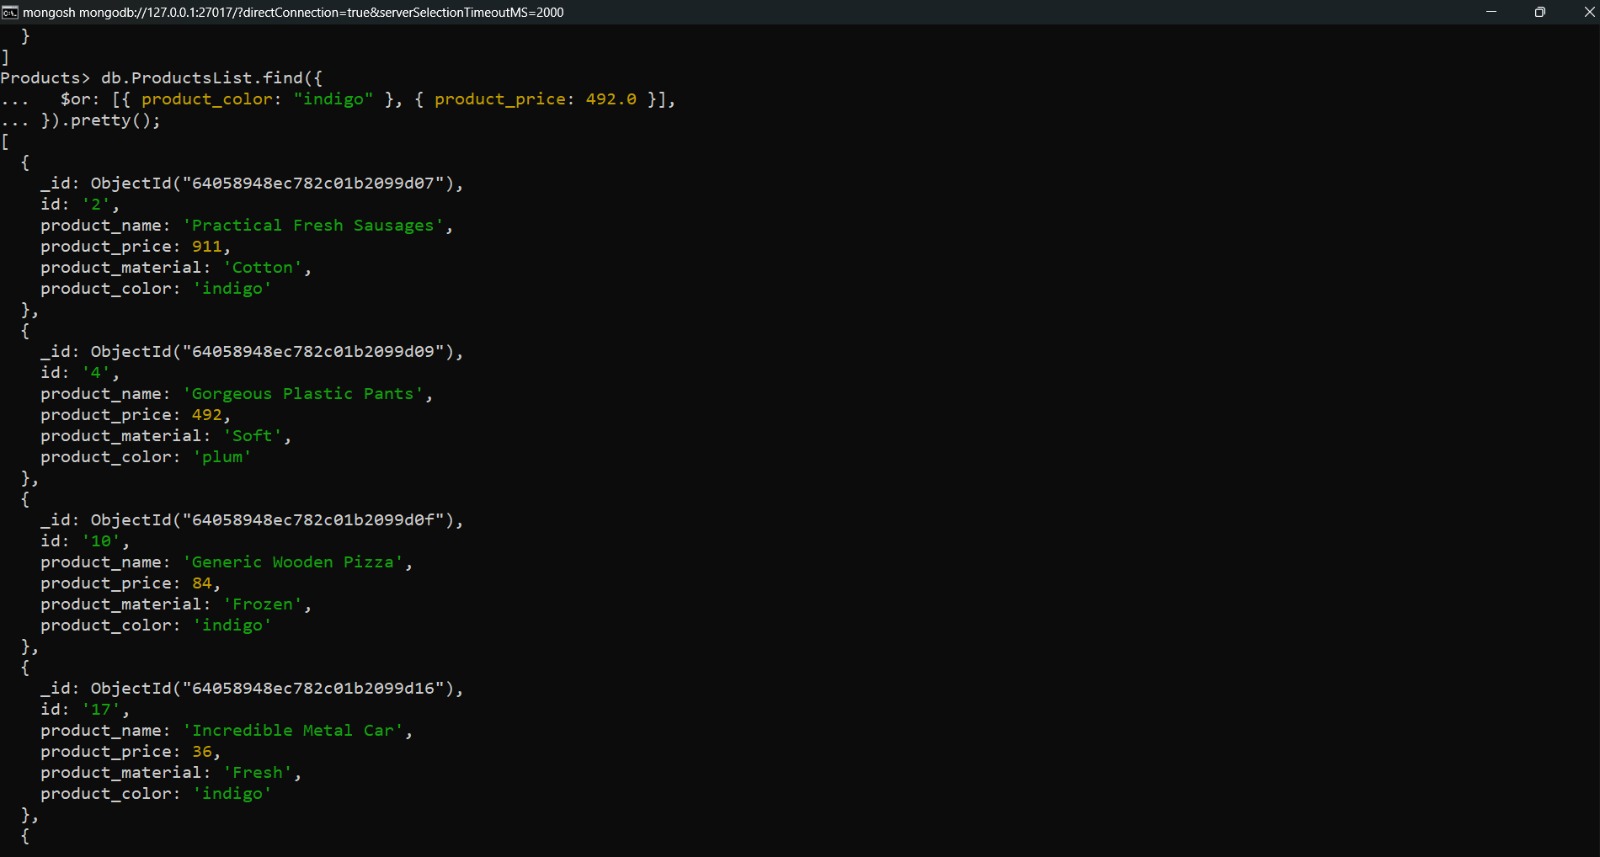 mongosh mongodb://127.0.0.1:27017/?directConnection=true&serverSelectionTimeoutMS=2000
  }
]
Products> db.ProductsList.find({
...   $or: [{ product_color: "indigo" }, { product_price: 492.0 }],
... }).pretty();
[
  {
    _id: ObjectId("64058948ec782c01b2099d07"),
    id: '2',
    product_name: 'Practical Fresh Sausages',
    product_price: 911,
    product_material: 'Cotton',
    product_color: 'indigo'
  },
  {
    _id: ObjectId("64058948ec782c01b2099d09"),
    id: '4',
    product_name: 'Gorgeous Plastic Pants',
    product_price: 492,
    product_material: 'Soft',
    product_color: 'plum'
  },
  {
    _id: ObjectId("64058948ec782c01b2099d0f"),
    id: '10',
    product_name: 'Generic Wooden Pizza',
    product_price: 84,
    product_material: 'Frozen',
    product_color: 'indigo'
  },
  {
    _id: ObjectId("64058948ec782c01b2099d16"),
    id: '17',
    product_name: 'Incredible Metal Car',
    product_price: 36,
    product_material: 'Fresh',
    product_color: 'indigo'
  },
  {